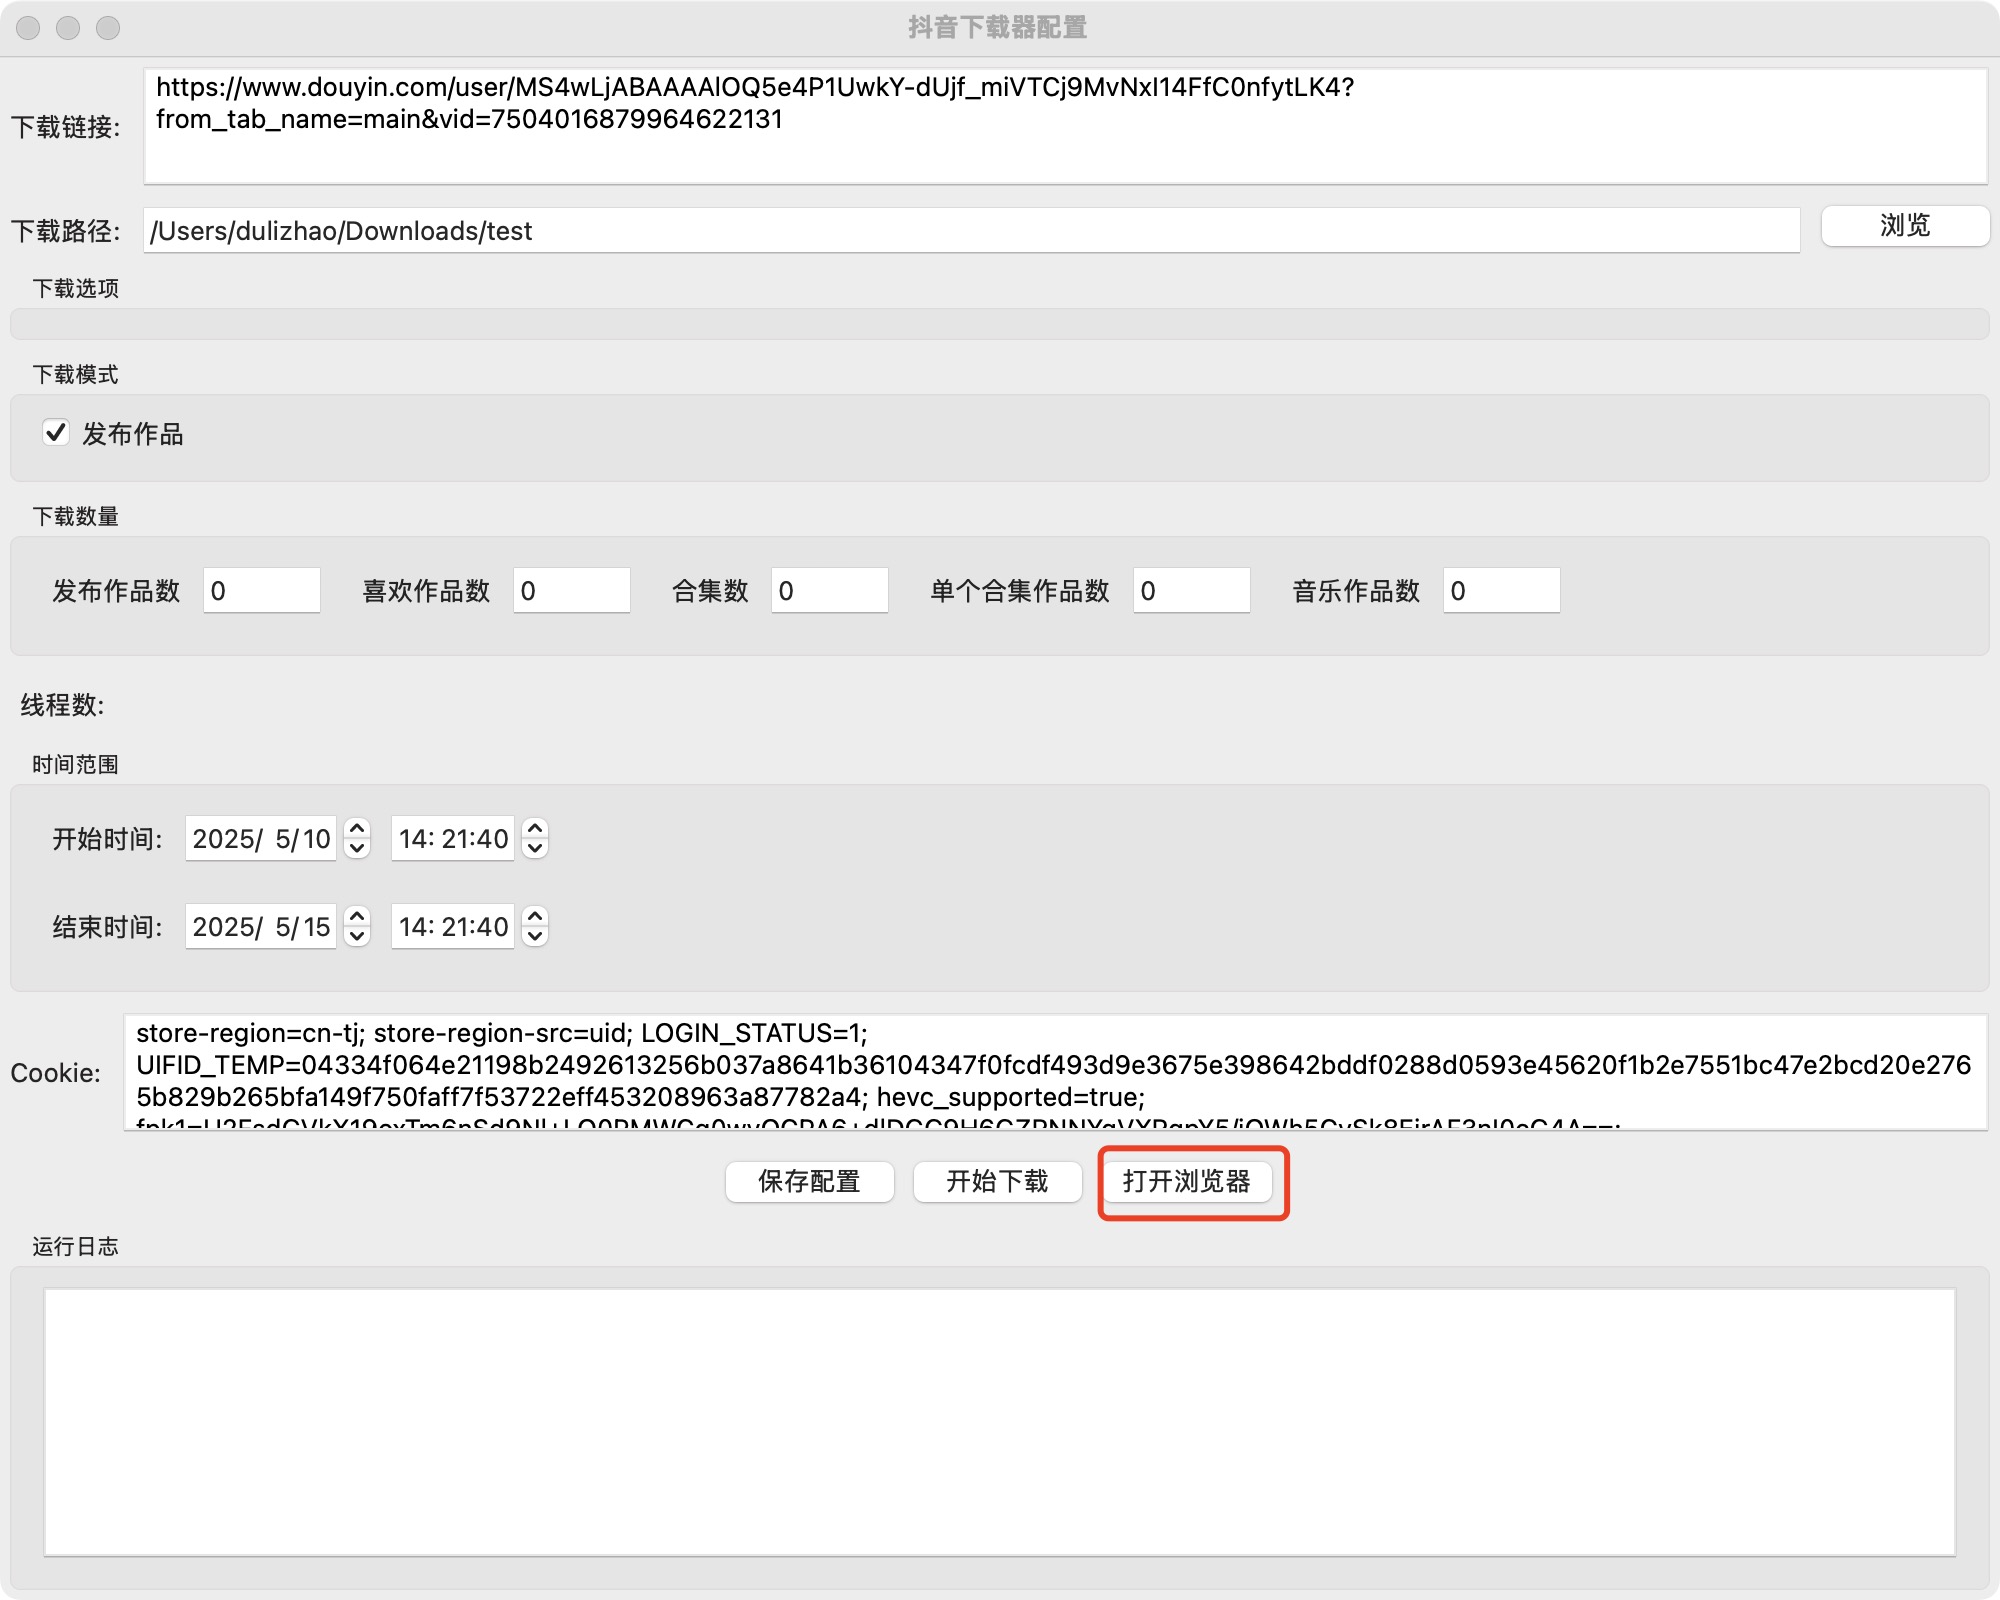 抖音下载器配置
下载链接:
https://www.douyin.com/user/MS4wLjABAAAAlOQ5e4P1UwkY-dUjf_miVTCj9MvNxI14FfC0nfytLK4?
from_tab_name=main&vid=7504016879964622131
下载路径: /Users/dulizhao/Downloads/test 浏览
下载选项
下载模式
发布作品
下载数量
发布作品数 0 喜欢作品数 0 合集数 0 单个合集作品数 0 音乐作品数 0
线程数:
时间范围
开始时间: 2025/ 5/10 14: 21:40
结束时间: 2025/ 5/15 14: 21:40
Cookie:
store-region=cn-tj; store-region-src=uid; LOGIN_STATUS=1;
UIFID_TEMP=04334f064e21198b2492613256b037a8641b36104347f0fcdf493d9e3675e398642bddf0288d0593e45620f1b2e7551bc47e2bcd20e276
5b829b265bfa149f750faff7f53722eff453208963a87782a4; hevc_supported=true;
保存配置 开始下载 打开浏览器
运行日志